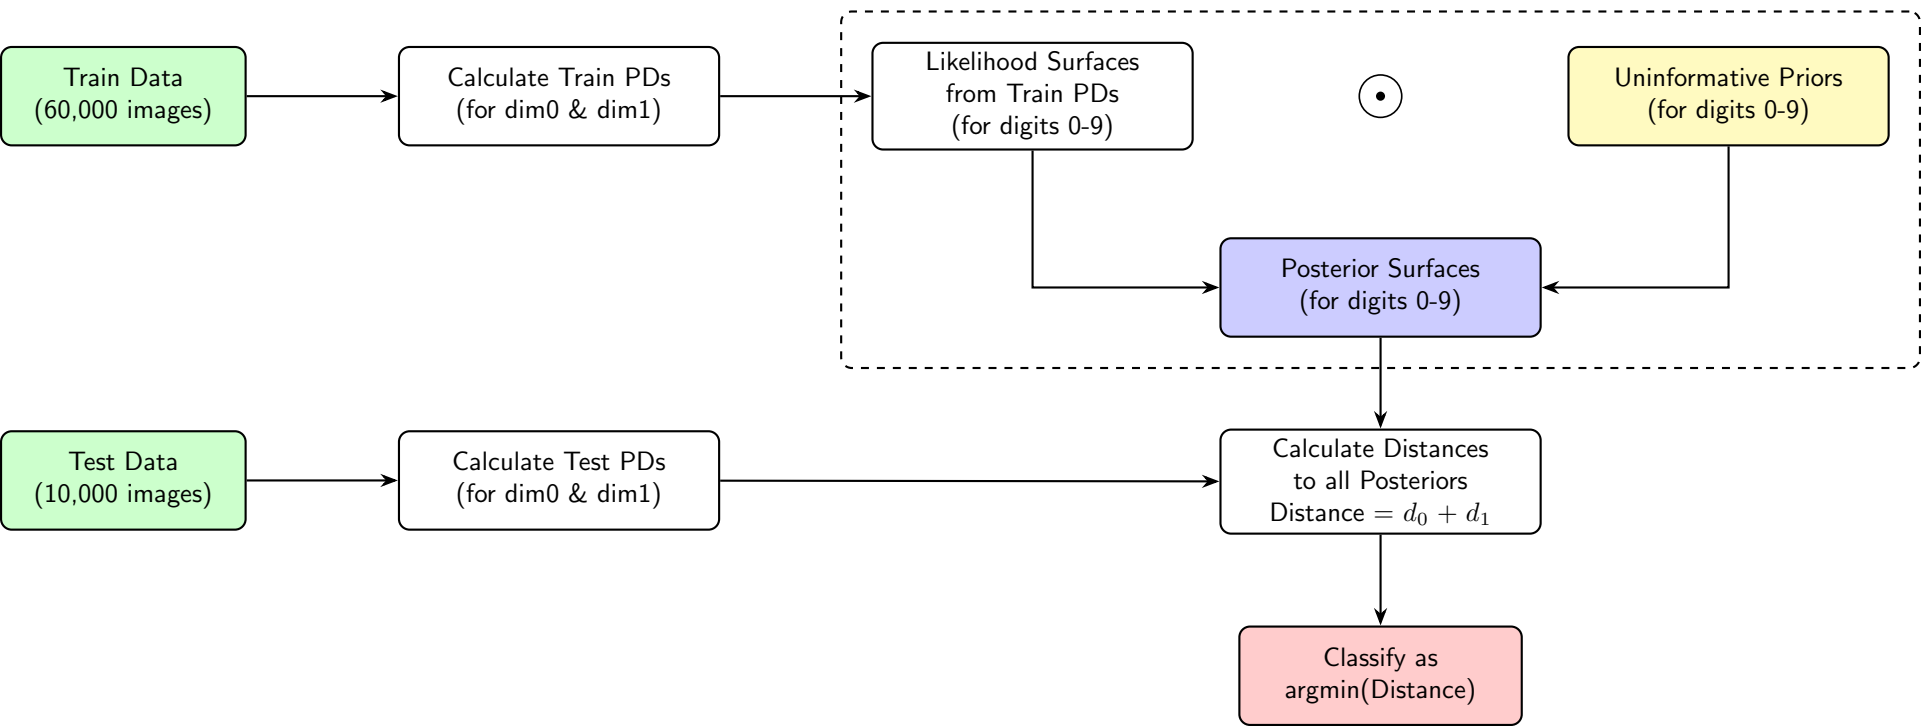 Train Data
(60,000 images)
Calculate Train PDs
(for dim0 & dim1)
Likelihood Surfaces
from Train PDs
(for digits 0-9)
Uninformative Priors
(for digits 0-9)
Posterior Surfaces
(for digits 0-9)
Test Data
(10,000 images)
Calculate Test PDs
(for dim0 & dim1)
Calculate Distances
to all Posteriors
Distance = d₀ + d₁
Classify as
argmin(Distance)